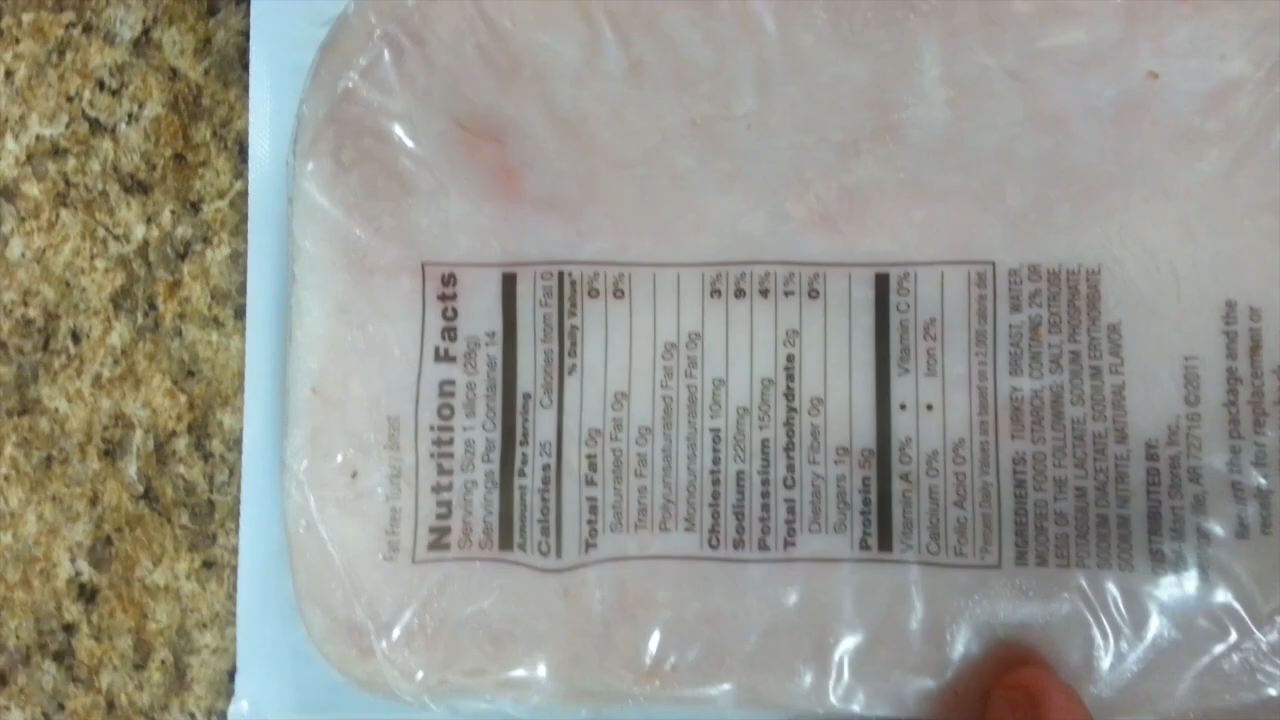 Fat Free Turkey Breast
Nutrition Facts
Serving Size 1 slice (28g)
Servings Per Container 14
Amount Per Serving
Calories 25 Calories from Fat 0
% Daily Value*
Total Fat 0g 0%
Saturated Fat 0g 0%
Trans Fat 0g
Polyunsaturated Fat 0g
Monounsaturated Fat 0g
Cholesterol 10mg 3%
Sodium 220mg 9%
Potassium 150mg 4%
Total Carbohydrate 2g 1%
Dietary Fiber 0g 0%
Sugars 1g
Protein 5g
Vitamin A 0% • Vitamin C 0%
Calcium 0% • Iron 2%
Folic Acid 0%
*Percent Daily Values are based on a 2,000 calorie diet.
INGREDIENTS: TURKEY BREAST, WATER,
MODIFIED FOOD STARCH, CONTAINS 2% OR
LESS OF THE FOLLOWING: SALT, DEXTROSE,
POTASSIUM LACTATE, SODIUM PHOSPHATE,
SODIUM DIACETATE, SODIUM ERYTHORBATE,
SODIUM NITRITE, NATURAL FLAVOR.
DISTRIBUTED BY:
Mart Stores, Inc.,
AR 72716 ©2011
Return the package and the
for replacement or